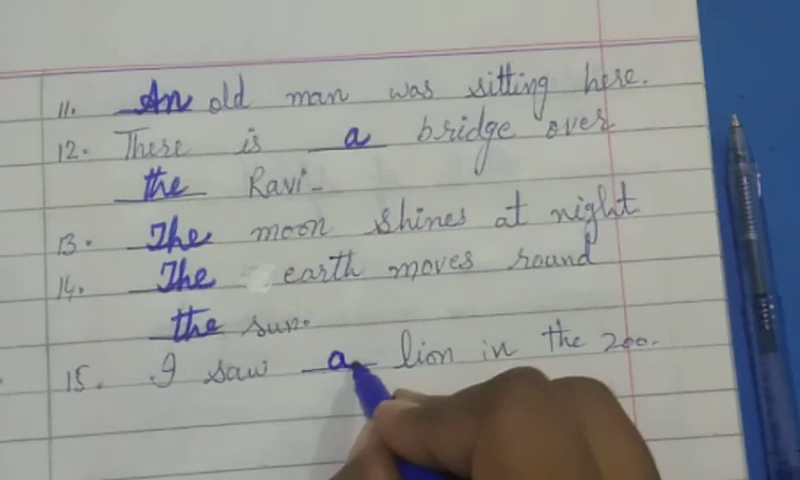 11. An old man was sitting here.
12. There is a bridge over
the Ravi.
13. The moon shines at night
14. The earth moves round
the sun.
15. I saw a lion in the zoo.